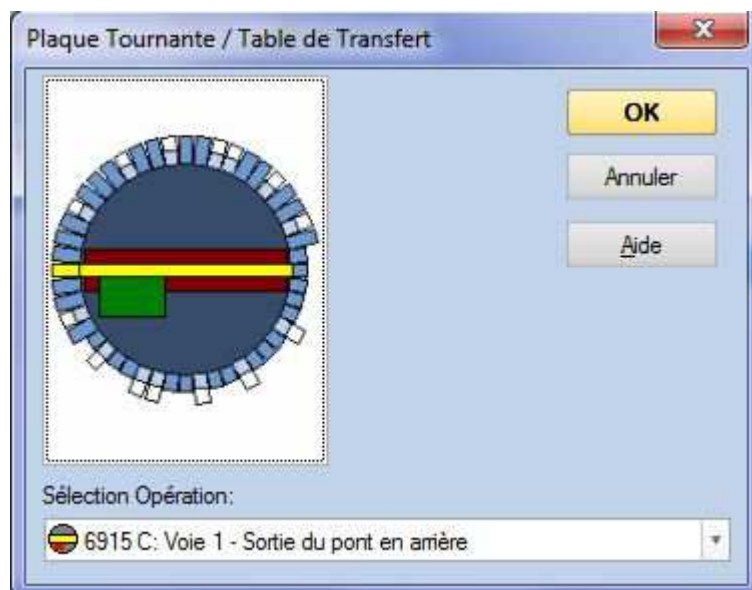 Plaque Tournante / Table de Transfert
OK
Annuler
Aide
Sélection Opération:
6915 C: Voie 1 - Sortie du pont en arrière